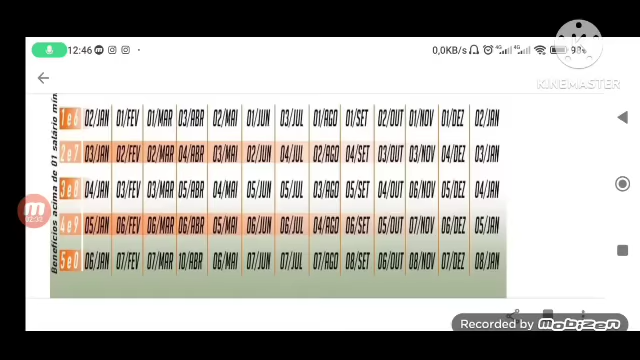 12:46
0,0KB/s 4G 4G 98%
KINEMASTER
Benefícios acima de 01 salário mín
1 e 6 02/JAN 01/FEV 01/MAR 03/ABR 02/MAI 01/JUN 03/JUL 01/AGO 01/SET 02/OUT 01/NOV 01/DEZ 02/JAN
2 e 7 03/JAN 02/FEV 02/MAR 04/ABR 03/MAI 02/JUN 04/JUL 02/AGO 04/SET 03/OUT 03/NOV 04/DEZ 03/JAN
3 e 8 04/JAN 03/FEV 03/MAR 05/ABR 04/MAI 05/JUN 05/JUL 03/AGO 05/SET 04/OUT 06/NOV 05/DEZ 04/JAN
4 e 9 05/JAN 06/FEV 06/MAR 06/ABR 05/MAI 06/JUN 06/JUL 04/AGO 06/SET 05/OUT 07/NOV 06/DEZ 05/JAN
5 e 0 06/JAN 07/FEV 07/MAR 10/ABR 08/MAI 07/JUN 07/JUL 07/AGO 08/SET 06/OUT 08/NOV 07/DEZ 08/JAN
Recorded by Mobizen